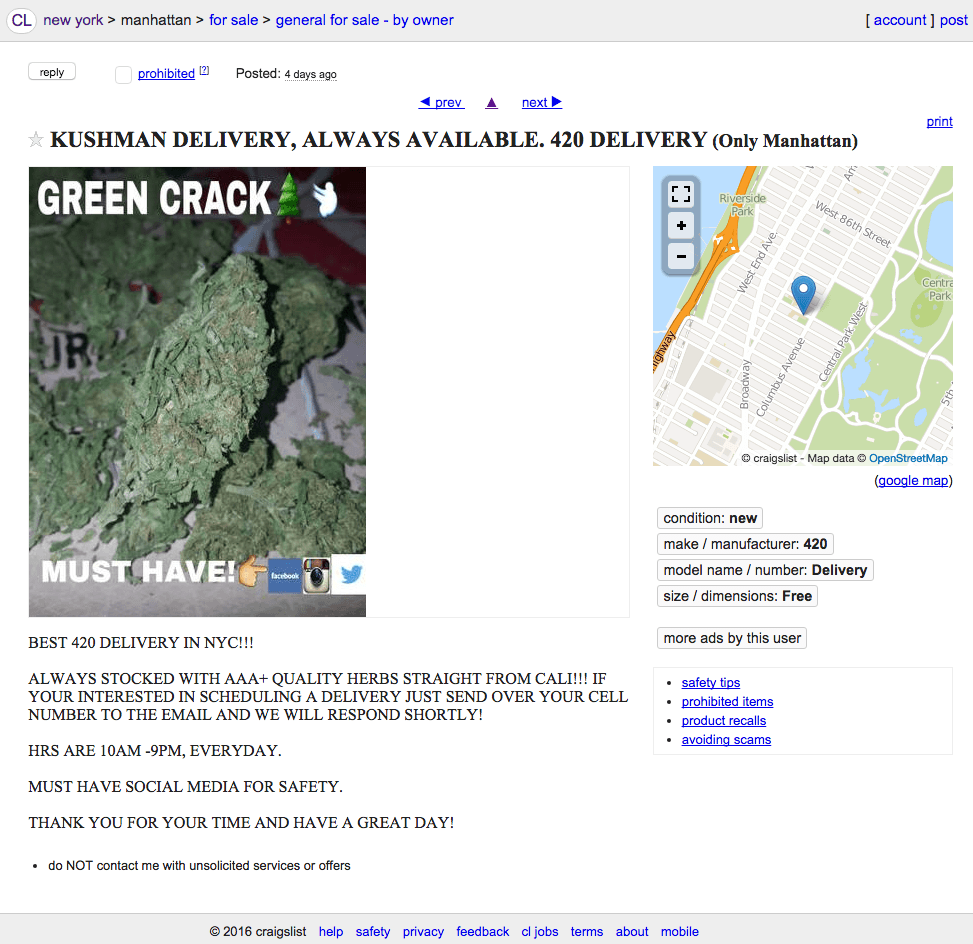 CL new york > manhattan > for sale > general for sale - by owner [ account ] post
reply prohibited [?] Posted: 4 days ago
◀ prev ▲ next ▶
print
☆ KUSHMAN DELIVERY, ALWAYS AVAILABLE. 420 DELIVERY (Only Manhattan)
GREEN CRACK🌲🕊
MUST HAVE!👉
facebook
Riverside
Park
West 86th Street
West End Ave.
Broadway
Columbus Avenue
Central Park West
Centra
Park
5th
Am
ighway
+
−
© craigslist - Map data © OpenStreetMap
(google map)
condition: new
make / manufacturer: 420
model name / number: Delivery
size / dimensions: Free
more ads by this user
• safety tips
• prohibited items
• product recalls
• avoiding scams
BEST 420 DELIVERY IN NYC!!!
ALWAYS STOCKED WITH AAA+ QUALITY HERBS STRAIGHT FROM CALI!!! IF
YOUR INTERESTED IN SCHEDULING A DELIVERY JUST SEND OVER YOUR CELL
NUMBER TO THE EMAIL AND WE WILL RESPOND SHORTLY!
HRS ARE 10AM -9PM, EVERYDAY.
MUST HAVE SOCIAL MEDIA FOR SAFETY.
THANK YOU FOR YOUR TIME AND HAVE A GREAT DAY!
• do NOT contact me with unsolicited services or offers
© 2016 craigslist help safety privacy feedback cl jobs terms about mobile